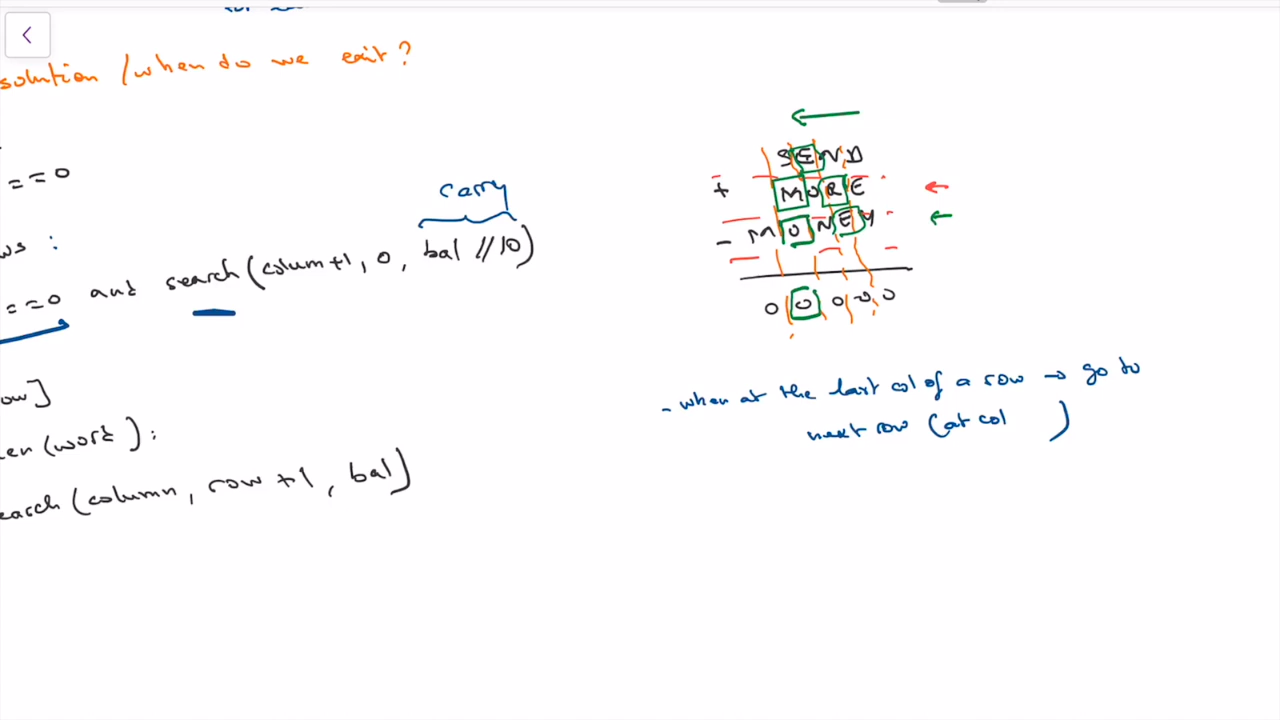 solution / when do we exit?
= = 0
ws :
= = 0 and search(colum+1, 0, bal //10)
carry
ow]
len(word):
search(column, row +1, bal)
SEND
+ MORE
- MONEY
0 0 0 0 0
- when at the last col of a row → go to
next row (at col )